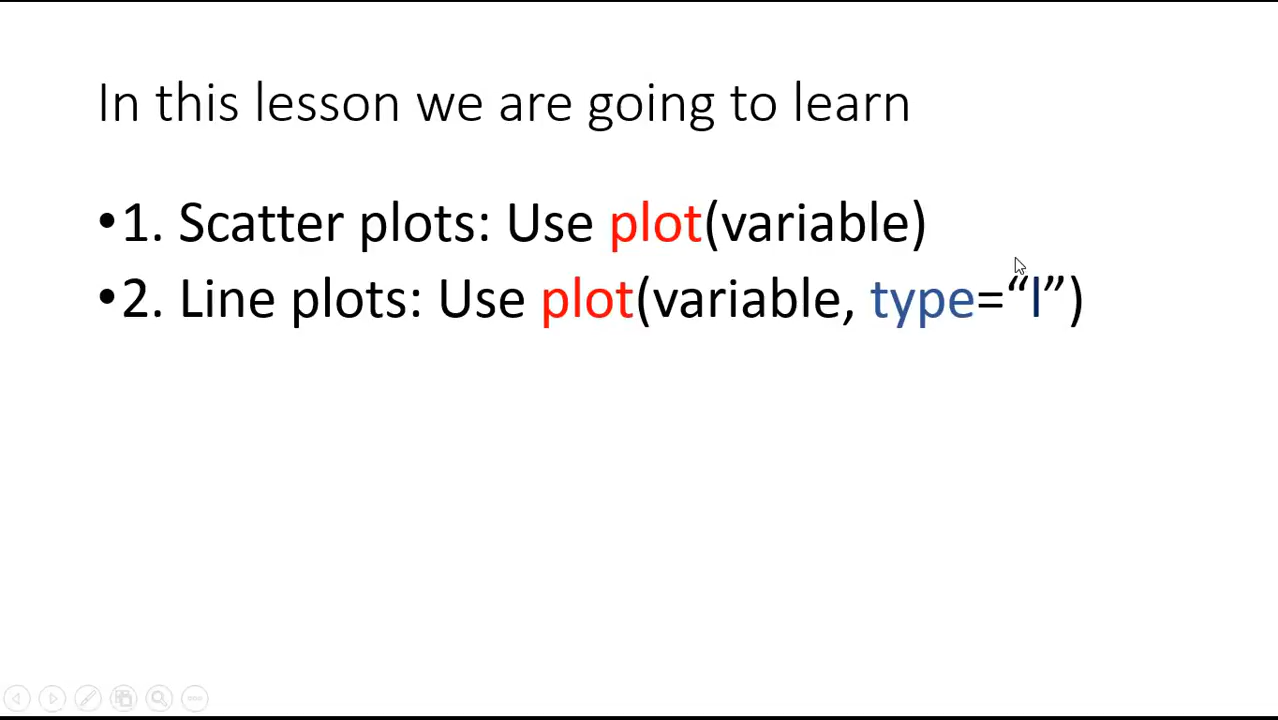 In this lesson we are going to learn
•1. Scatter plots: Use plot(variable)
•2. Line plots: Use plot(variable, type=“l”)